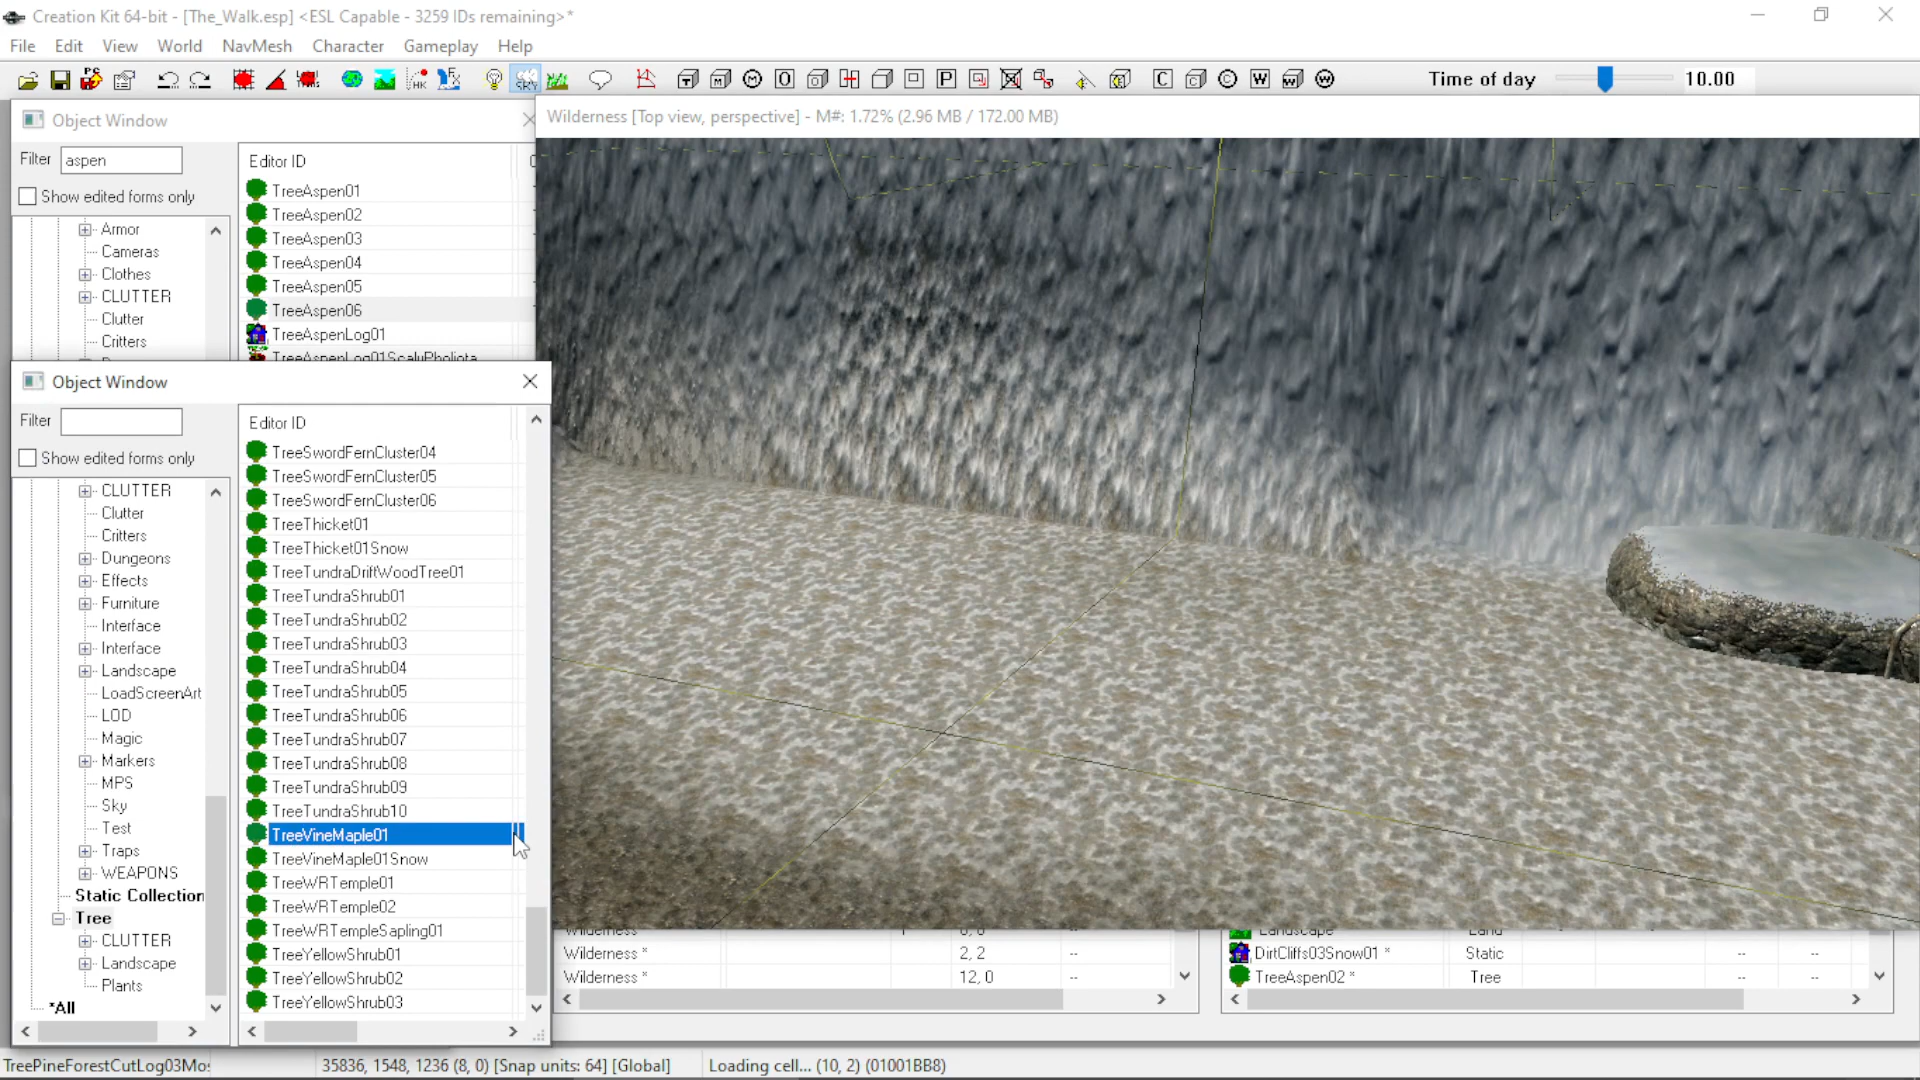 Creation Kit 64-bit - [The_Walk.esp] <ESL Capable - 3259 IDs remaining>*
File Edit View World NavMesh Character Gameplay Help
Time of day 10.00
Object Window
Wilderness [Top view, perspective] - M#: 1.72% (2.96 MB / 172.00 MB)
Filter aspen
Show edited forms only
Armor
Cameras
Clothes
CLUTTER
Clutter
Critters
Editor ID
TreeAspen01
TreeAspen02
TreeAspen03
TreeAspen04
TreeAspen05
TreeAspen06
TreeAspenLog01
TreeAspenLog01ScalyPholiota
Object Window
Filter
Show edited forms only
CLUTTER
Clutter
Critters
Dungeons
Effects
Furniture
Interface
Interface
Landscape
LoadScreenArt
LOD
Magic
Markers
MPS
Sky
Test
Traps
WEAPONS
Static Collection
Tree
CLUTTER
Landscape
Plants
*All
Editor ID
TreeSwordFernCluster04
TreeSwordFernCluster05
TreeSwordFernCluster06
TreeThicket01
TreeThicket01Snow
TreeTundraDriftWoodTree01
TreeTundraShrub01
TreeTundraShrub02
TreeTundraShrub03
TreeTundraShrub04
TreeTundraShrub05
TreeTundraShrub06
TreeTundraShrub07
TreeTundraShrub08
TreeTundraShrub09
TreeTundraShrub10
TreeVineMaple01
TreeVineMaple01Snow
TreeWRTemple01
TreeWRTemple02
TreeWRTempleSapling01
TreeYellowShrub01
TreeYellowShrub02
TreeYellowShrub03
Wilderness
Wilderness * 2, 2 --
Wilderness * 12, 0 --
Landscape Land
DirtCliffs03Snow01 * Static -- --
TreeAspen02 * Tree -- --
TreePineForestCutLog03Mos 35836, 1548, 1236 (8, 0) [Snap units: 64] [Global] Loading cell... (10, 2) (01001BB8)